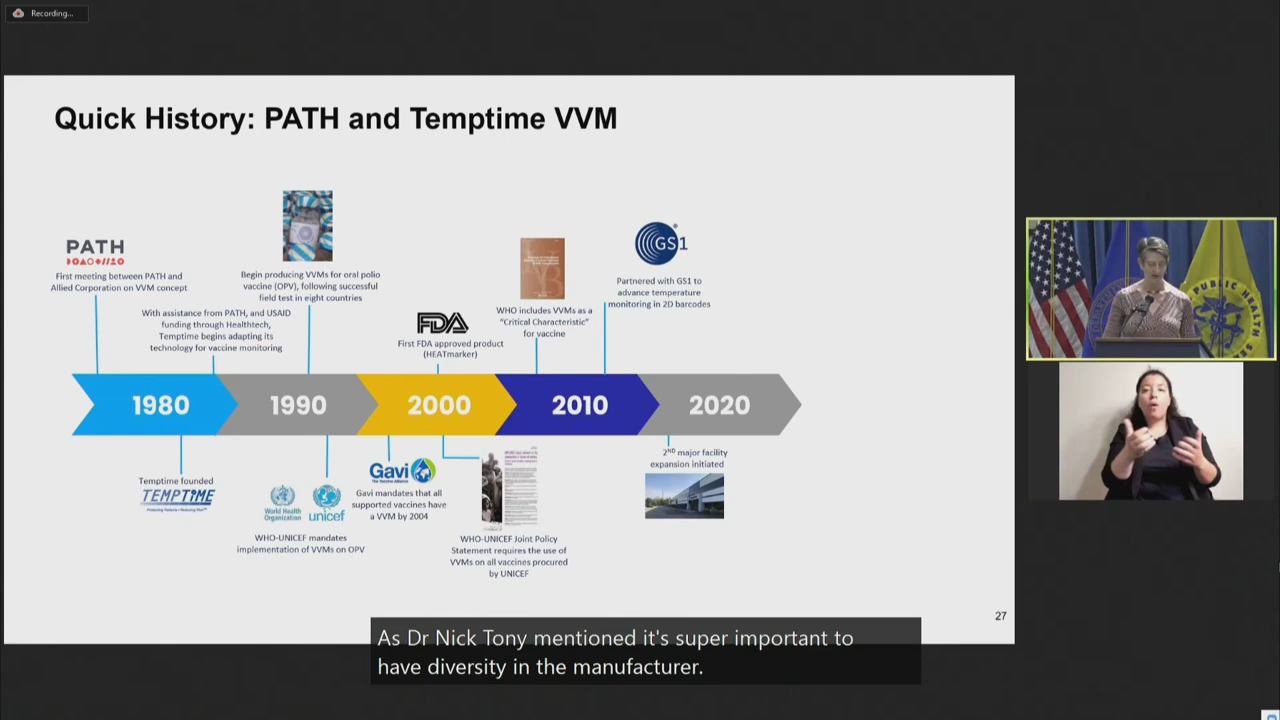 Recording...
Quick History: PATH and Temptime VVM
PATH
First meeting between PATH and
Allied Corporation on VVM concept
With assistance from PATH, and USAID
funding through Healthtech,
Temptime begins adapting its
technology for vaccine monitoring
Begin producing VVMs for oral polio
vaccine (OPV), following successful
field test in eight countries
FDA
First FDA approved product
(HEATmarker)
WHO includes VVMs as a
"Critical Characteristic"
for vaccine
GS1
Partnered with GS1 to
advance temperature
monitoring in 2D barcodes
1980
1990
2000
2010
2020
Temptime founded
TEMPTIME
World Health
Organization
unicef
WHO-UNICEF mandates
implementation of VVMs on OPV
Gavi
The Vaccine Alliance
Gavi mandates that all
supported vaccines have
a VVM by 2004
WHO-UNICEF Joint Policy
Statement requires the use of
VVMs on all vaccines procured
by UNICEF
2ND major facility
expansion initiated
27
PUBLIC HEALTH SE
As Dr Nick Tony mentioned it's super important to
have diversity in the manufacturer.